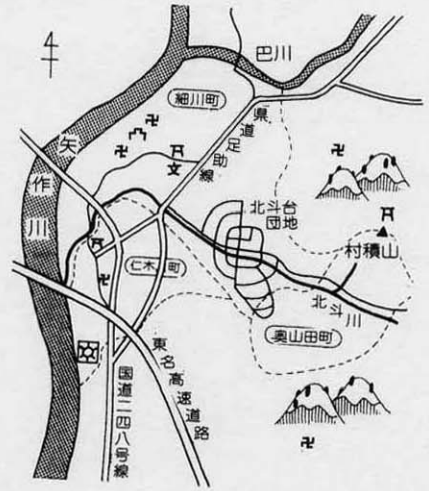 巴川
細川町
県道足助線
文
矢作川
北斗台
団地
村積山
仁木町
北斗川
奥山田町
東名高速道路
国道二四八号線